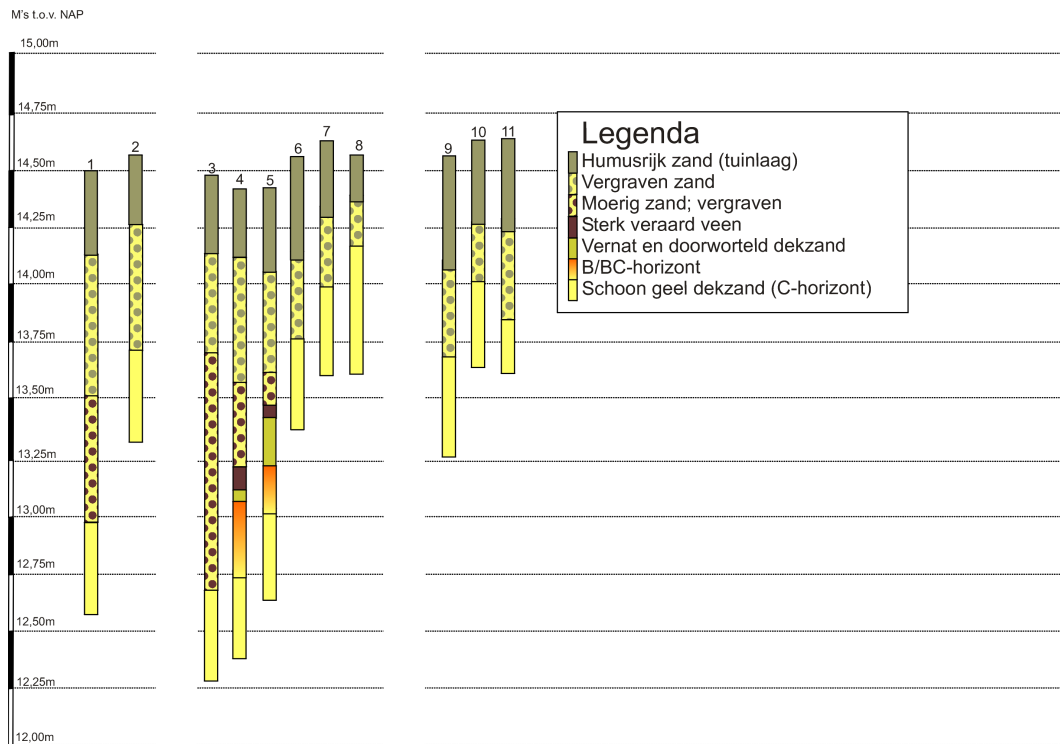 M's t.o.v. NAP
15,00m
14,75m
14,50m
14,25m
14,00m
13,75m
13,50m
13,25m
13,00m
12,75m
12,50m
12,25m
12,00m
1
2
3
4
5
6
7
8
9
10
11
Legenda
Humusrijk zand (tuinlaag)
Vergraven zand
Moerig zand; vergraven
Sterk veraard veen
Vernat en doorworteld dekzand
B/BC-horizont
Schoon geel dekzand (C-horizont)